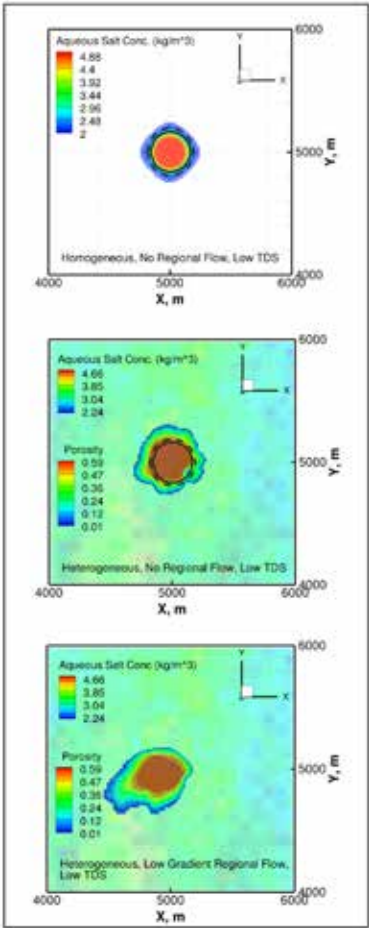 Aqueous Salt Conc. (kg/m^3)
4.88
4.4
3.92
3.44
2.96
2.48
2
Y
X
5000
Y, m
Homogeneous, No Regional Flow, Low TDS
4000
4000
5000
6000
X, m
6000
Aqueous Salt Conc. (kg/m^3)
4.66
3.85
3.04
2.24
Y
X
Porosity
0.59
0.47
0.36
0.24
0.12
0.01
5000
Y, m
Heterogeneous, No Regional Flow, Low TDS
4000
4000
5000
6000
X, m
6000
Aqueous Salt Conc. (kg/m^3)
4.66
3.85
3.04
2.24
Y
X
Porosity
0.59
0.47
0.36
0.24
0.12
0.01
5000
Y, m
Heterogeneous, Low Gradient Regional Flow,
Low TDS
4000
4000
5000
6000
X, m